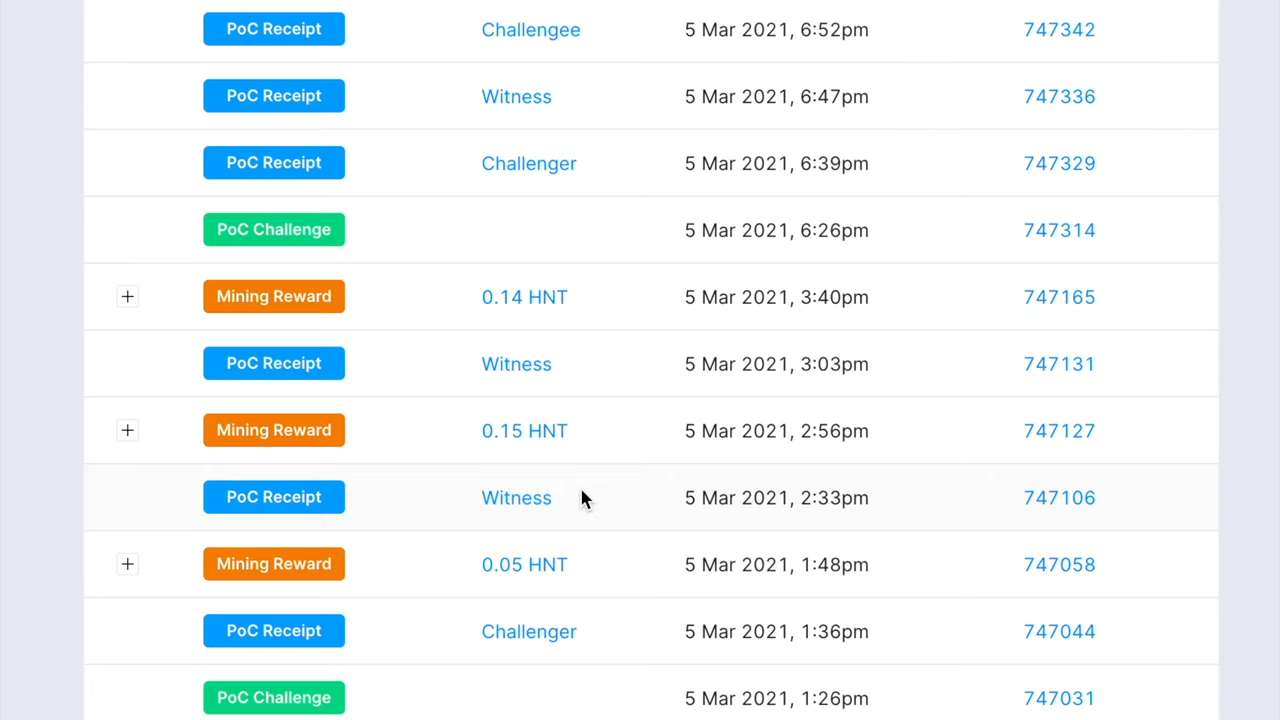 PoC Receipt Challengee 5 Mar 2021, 6:52pm 747342
PoC Receipt Witness 5 Mar 2021, 6:47pm 747336
PoC Receipt Challenger 5 Mar 2021, 6:39pm 747329
PoC Challenge 5 Mar 2021, 6:26pm 747314
+ Mining Reward 0.14 HNT 5 Mar 2021, 3:40pm 747165
PoC Receipt Witness 5 Mar 2021, 3:03pm 747131
+ Mining Reward 0.15 HNT 5 Mar 2021, 2:56pm 747127
PoC Receipt Witness 5 Mar 2021, 2:33pm 747106
+ Mining Reward 0.05 HNT 5 Mar 2021, 1:48pm 747058
PoC Receipt Challenger 5 Mar 2021, 1:36pm 747044
PoC Challenge 5 Mar 2021, 1:26pm 747031